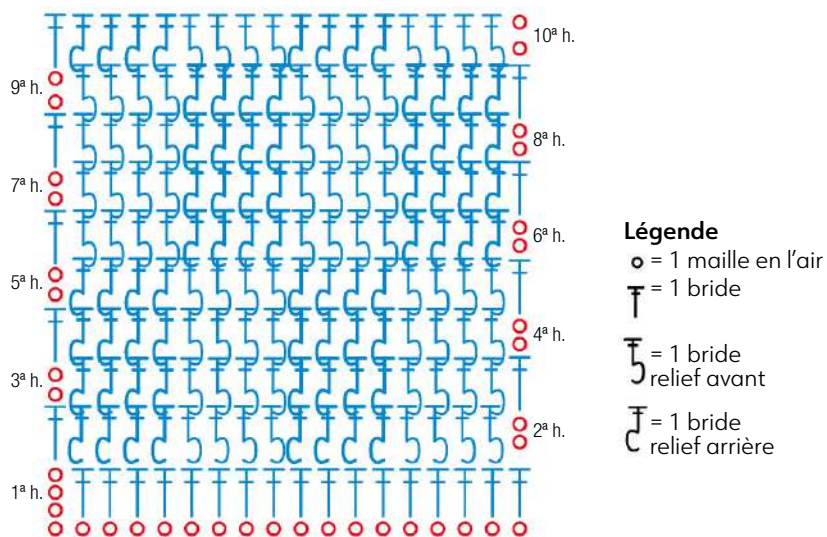 10ª h.
9ª h.
8ª h.
7ª h.
6ª h.
5ª h.
4ª h.
3ª h.
2ª h.
1ª h.
Légende
= 1 maille en l'air
= 1 bride
= 1 bride
relief avant
= 1 bride
relief arrière